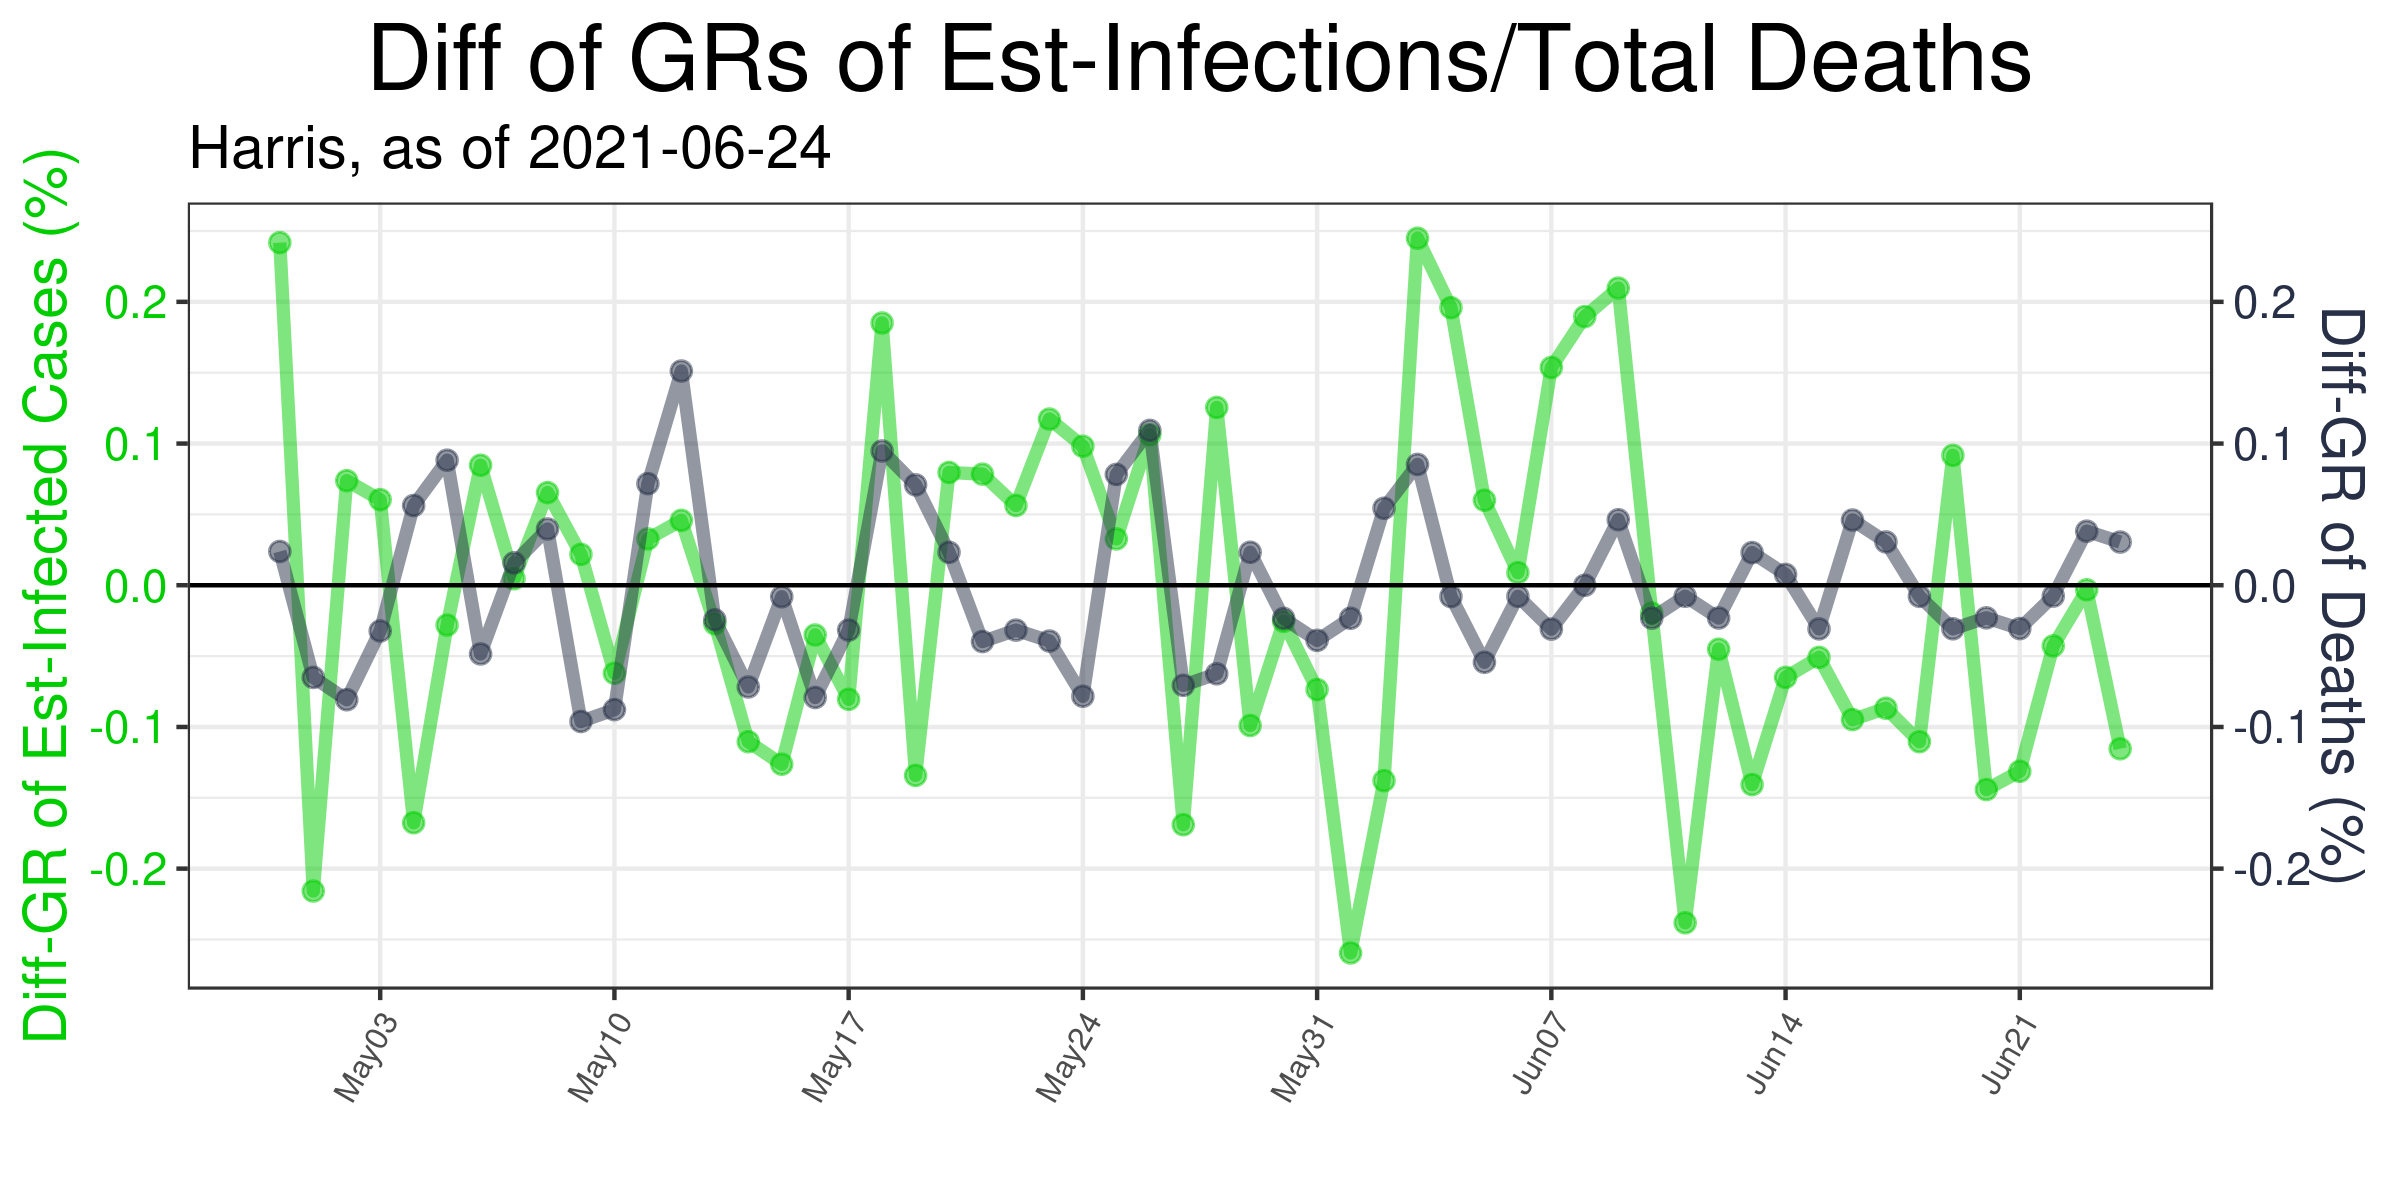 Diff of GRs of Est-Infections/Total Deaths
Harris, as of 2021-06-24
Diff-GR of Est-Infected Cases (%)
0.2
0.1
0.0
-0.1
-0.2
0.2
0.1
0.0
-0.1
-0.2
Diff-GR of Deaths (%)
May03
May10
May17
May24
May31
Jun07
Jun14
Jun21